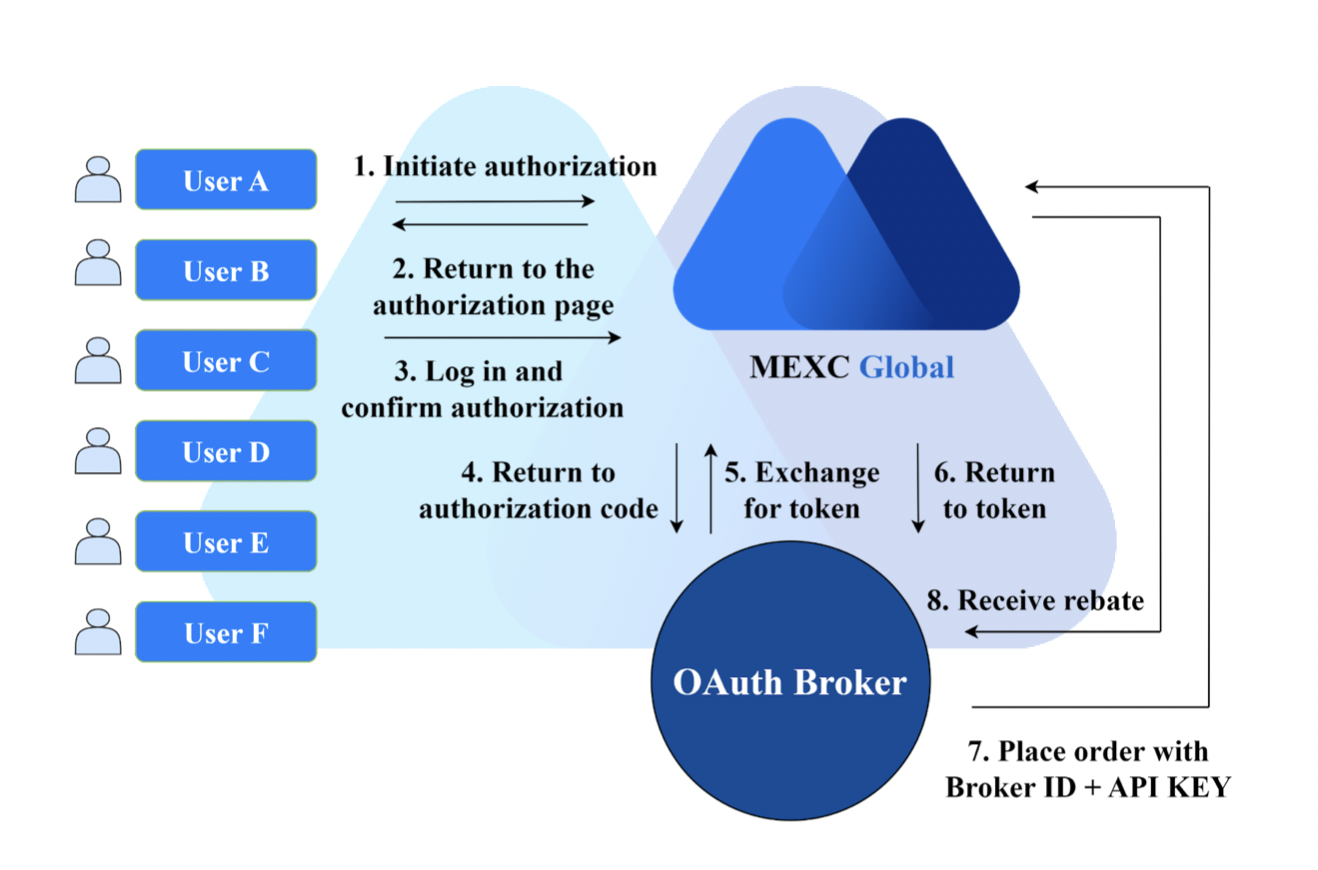 User A
User B
User C
User D
User E
User F
1. Initiate authorization
2. Return to the
authorization page
3. Log in and
confirm authorization
MEXC Global
4. Return to
authorization code
5. Exchange
for token
6. Return
to token
8. Receive rebate
OAuth Broker
7. Place order with
Broker ID + API KEY